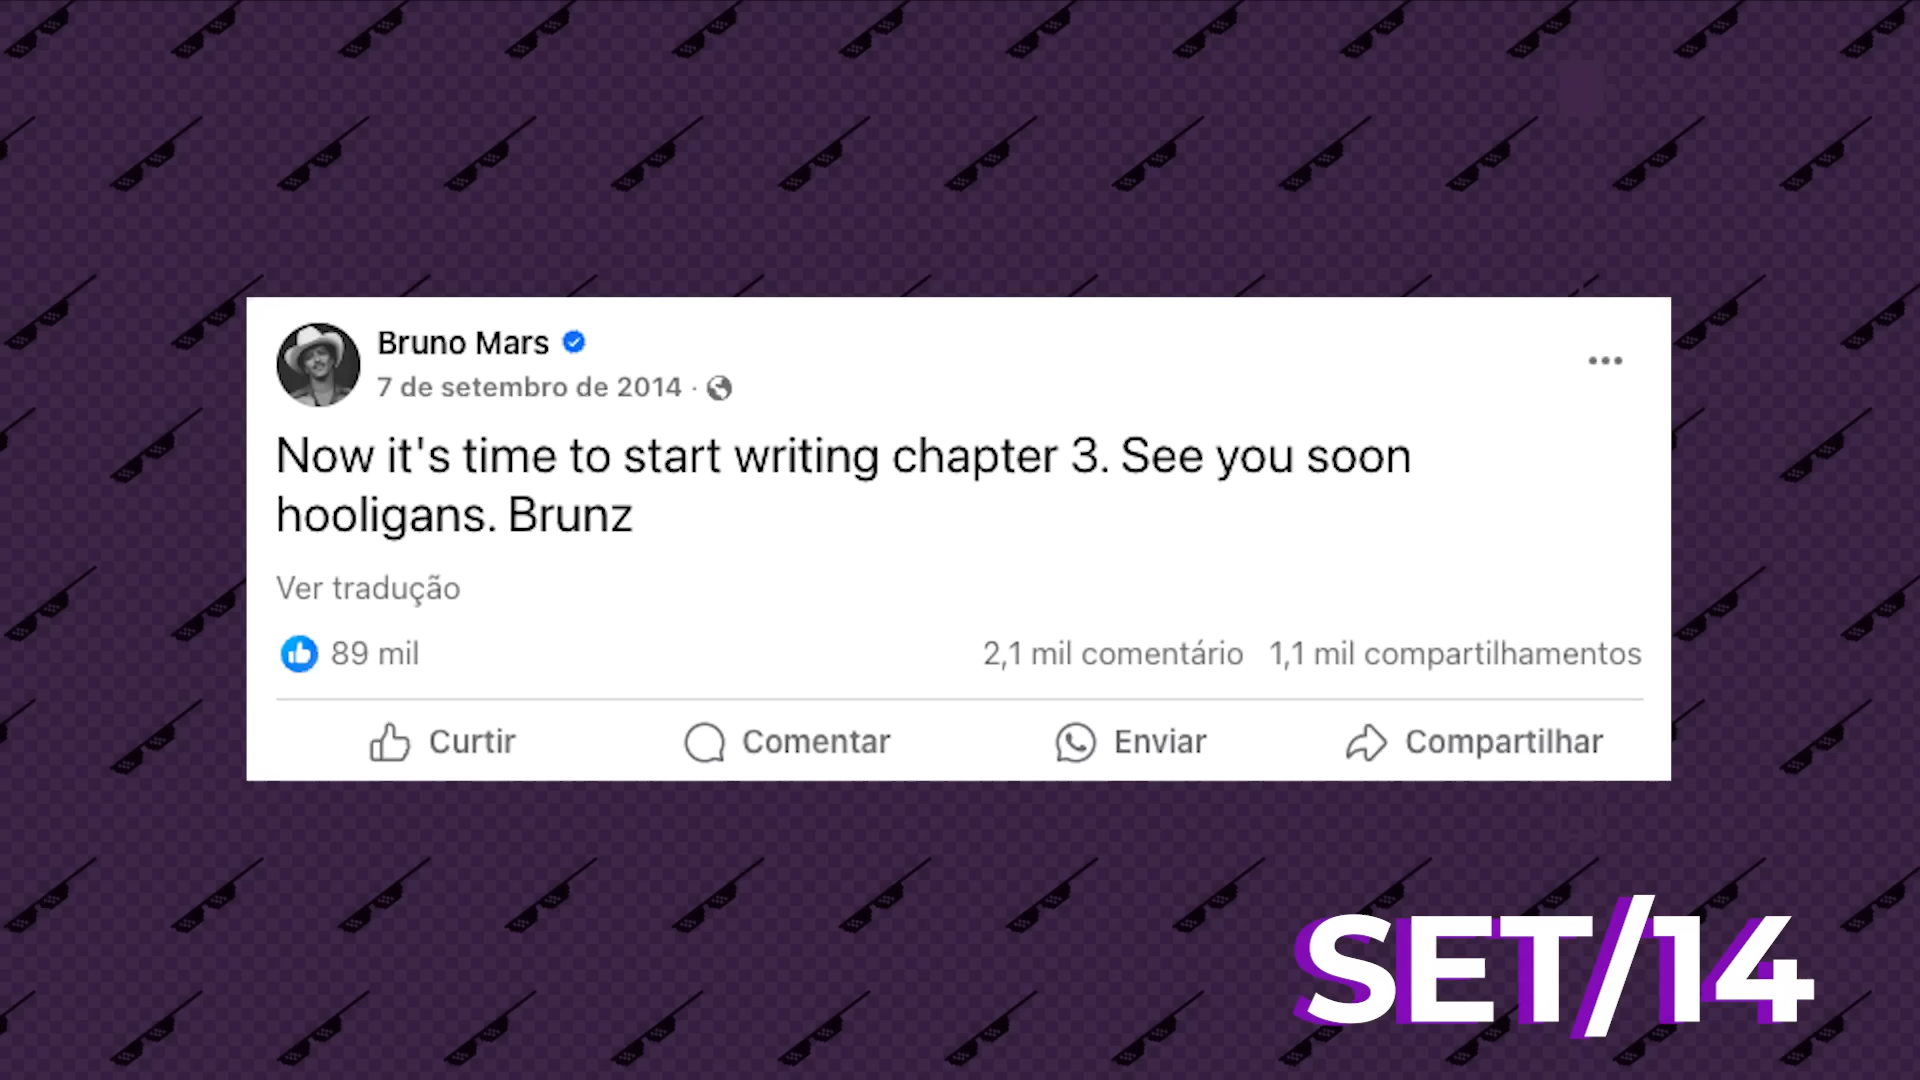 Bruno Mars
7 de setembro de 2014 ·
Now it's time to start writing chapter 3. See you soon
hooligans. Brunz
Ver tradução
89 mil
2,1 mil comentário 1,1 mil compartilhamentos
Curtir Comentar Enviar Compartilhar
SET/14